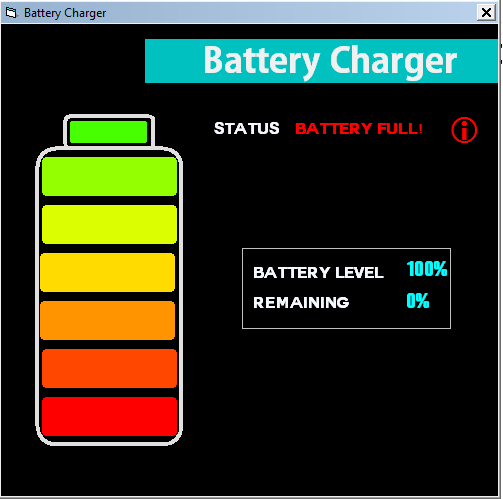 Battery Charger
Battery Charger
STATUS BATTERY FULL!
BATTERY LEVEL 100%
REMAINING 0%